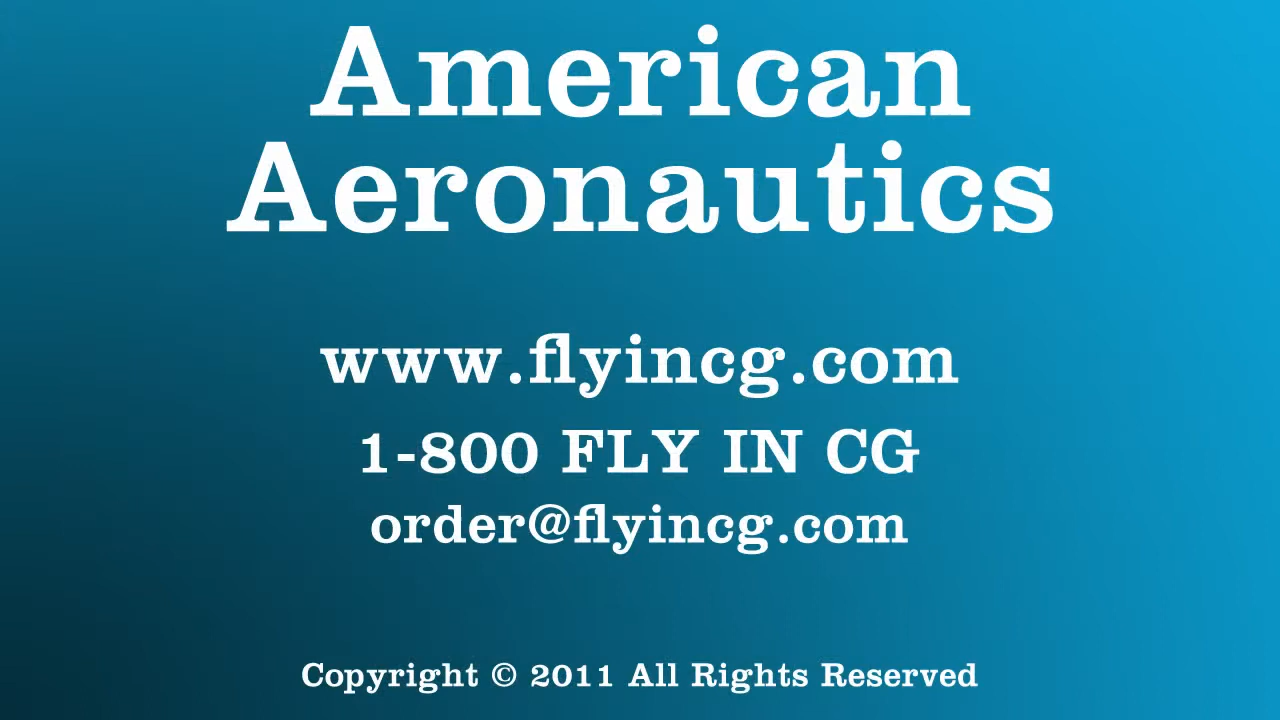 American
Aeronautics
www.flyincg.com
1-800 FLY IN CG
order@flyincg.com
Copyright © 2011 All Rights Reserved